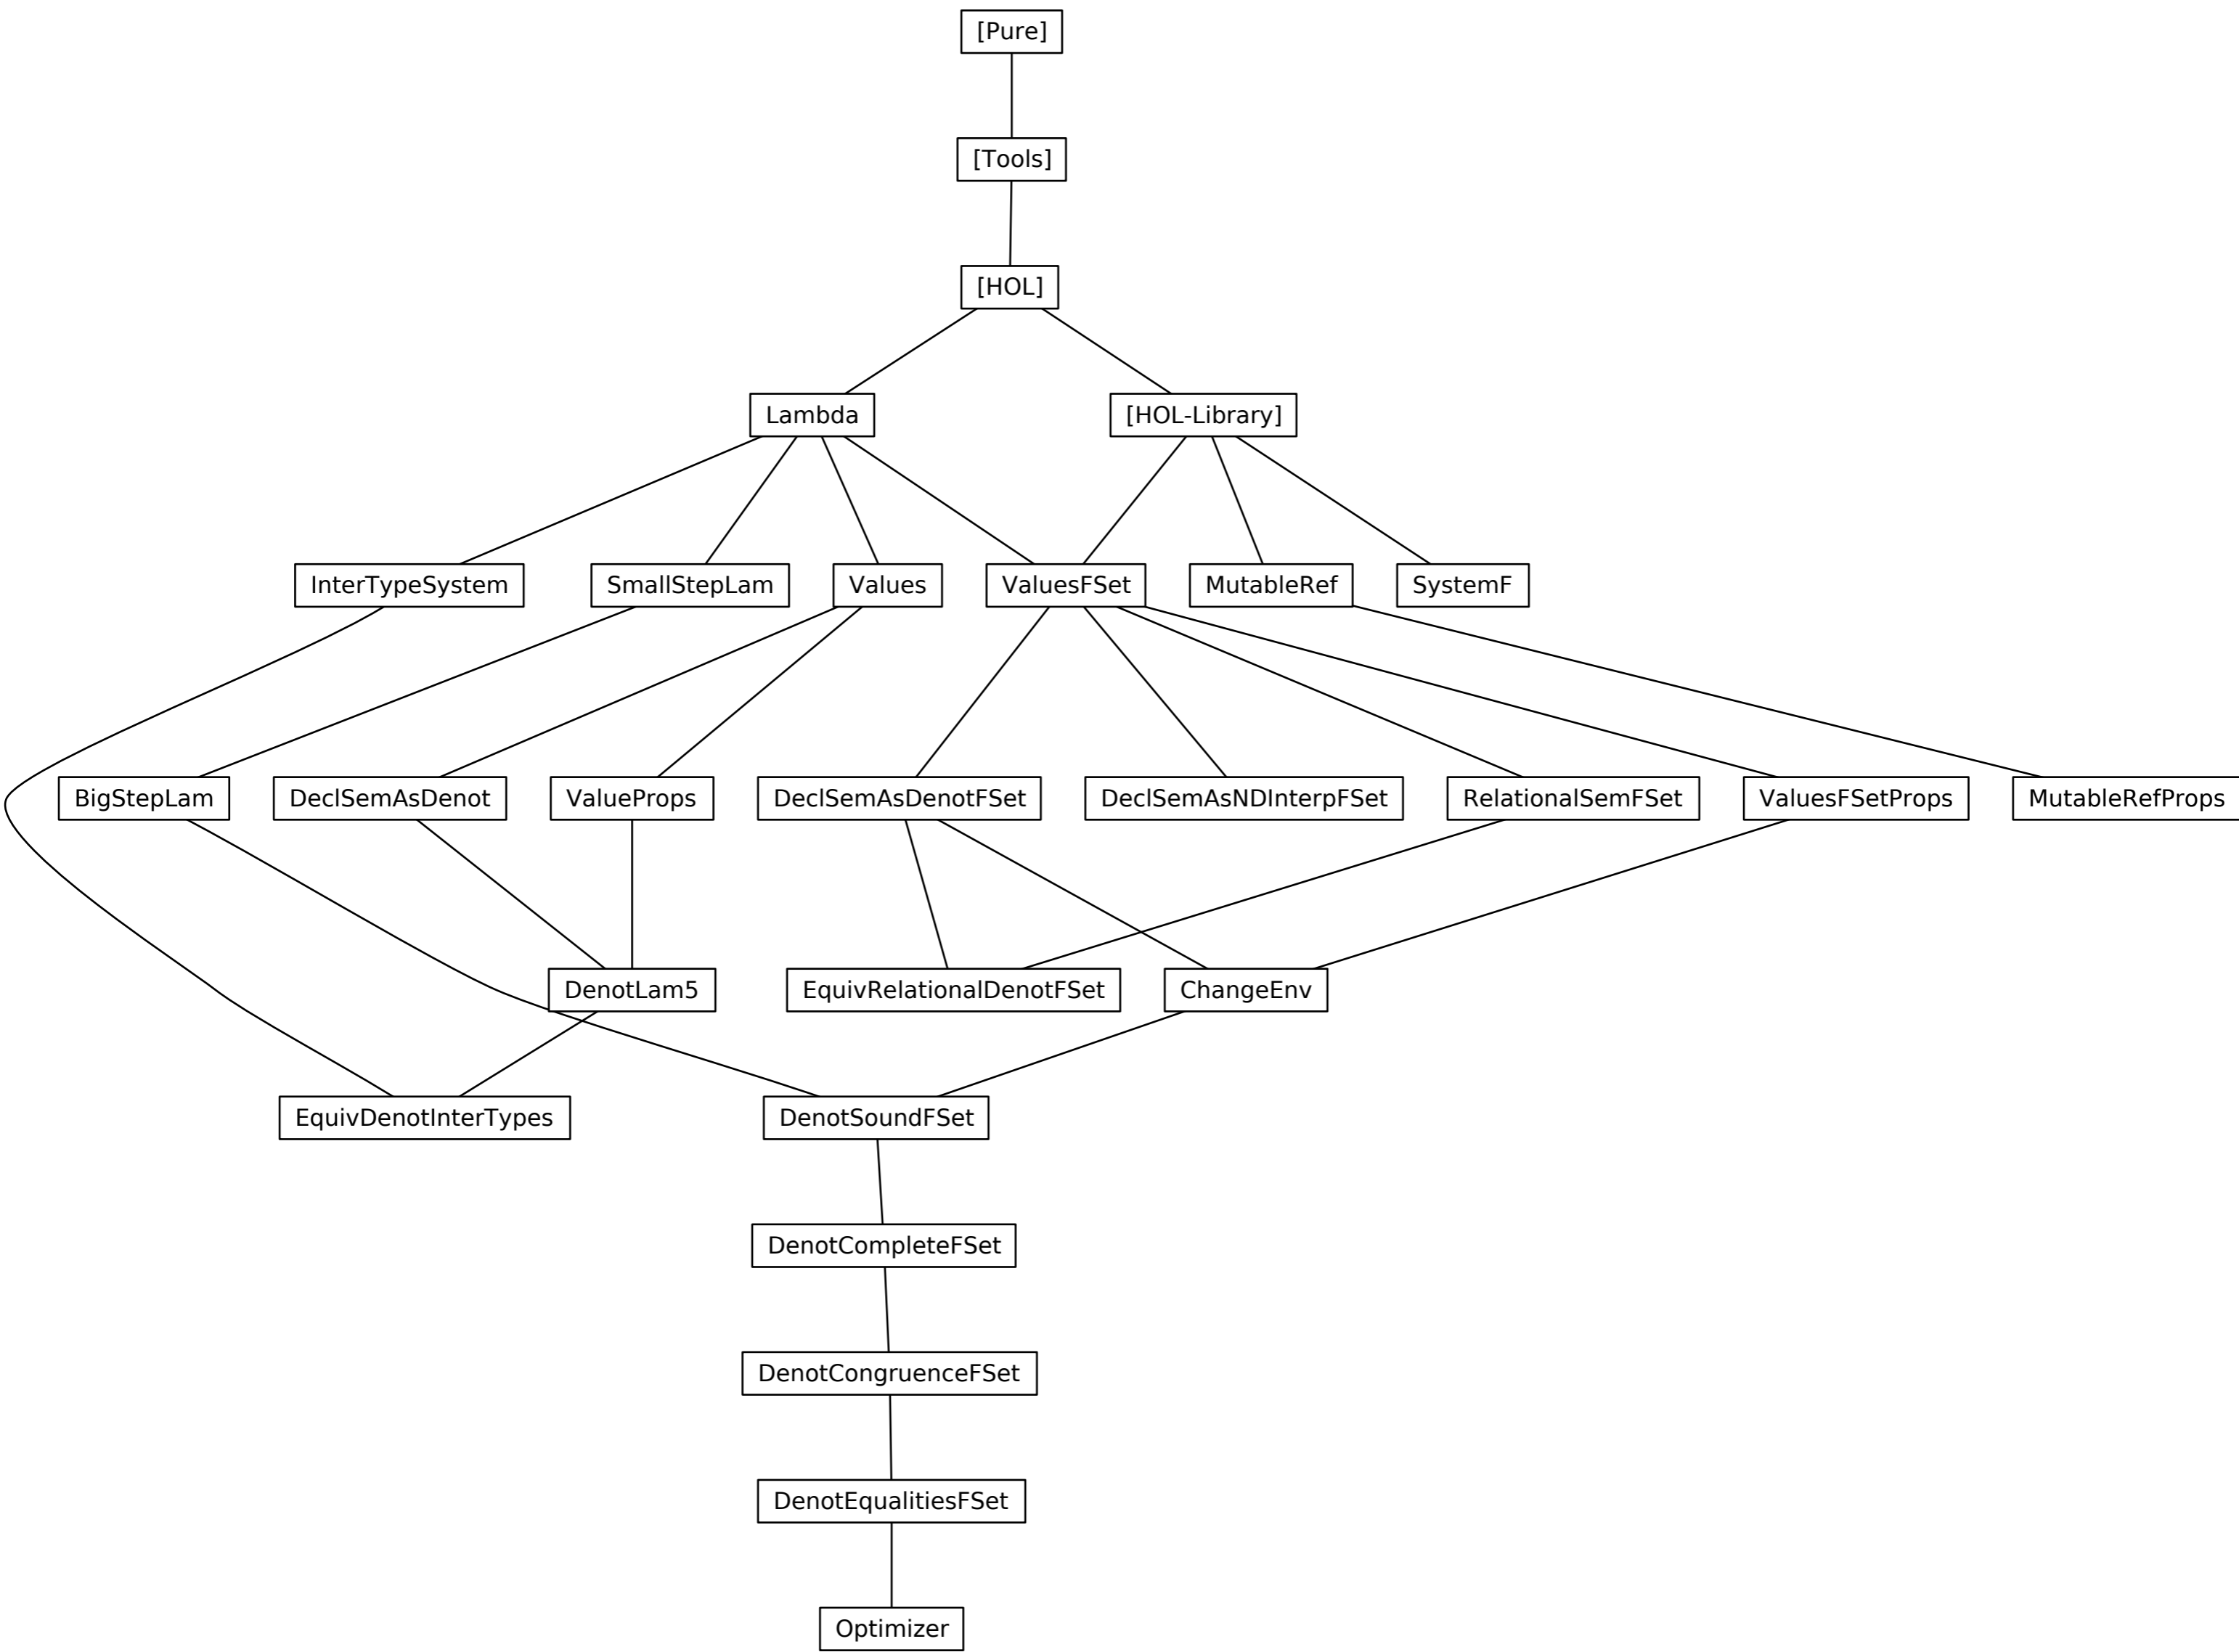 [Pure]
[Tools]
[HOL]
Lambda
[HOL-Library]
InterTypeSystem
SmallStepLam
Values
ValuesFSet
MutableRef
SystemF
BigStepLam
DeclSemAsDenot
ValueProps
DeclSemAsDenotFSet
DeclSemAsNDInterpFSet
RelationalSemFSet
ValuesFSetProps
MutableRefProps
DenotLam5
EquivRelationalDenotFSet
ChangeEnv
EquivDenotInterTypes
DenotSoundFSet
DenotCompleteFSet
DenotCongruenceFSet
DenotEqualitiesFSet
Optimizer